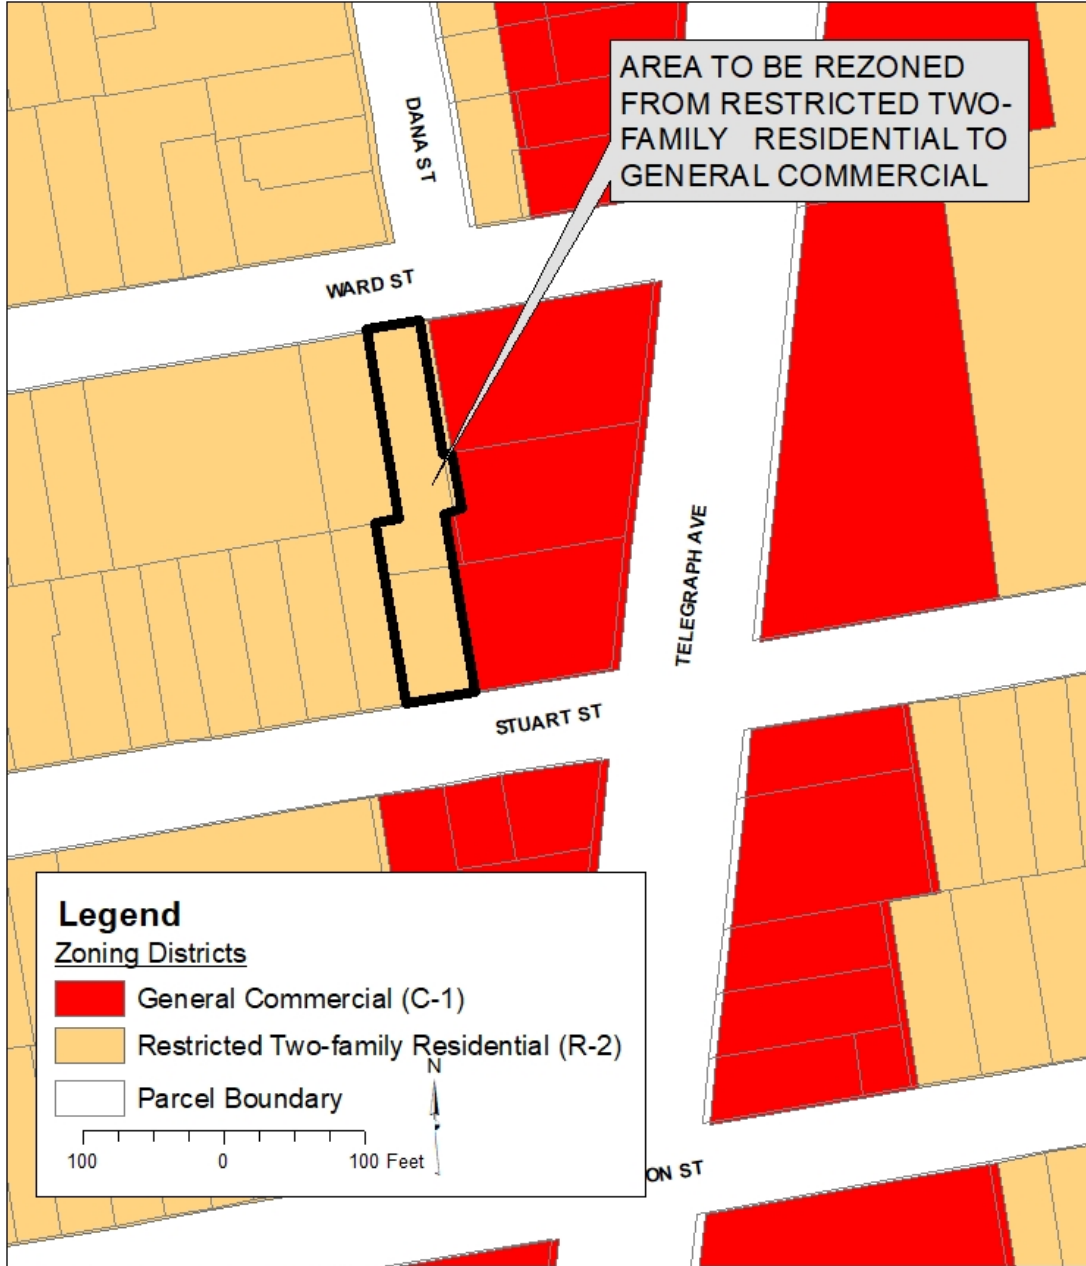 AREA TO BE REZONED
FROM RESTRICTED TWO-
FAMILY RESIDENTIAL TO
GENERAL COMMERCIAL
DANA ST
WARD ST
TELEGRAPH AVE
STUART ST
Legend
Zoning Districts
General Commercial (C-1)
Restricted Two-family Residential (R-2)
N
Parcel Boundary
100 0 100 Feet
ON ST